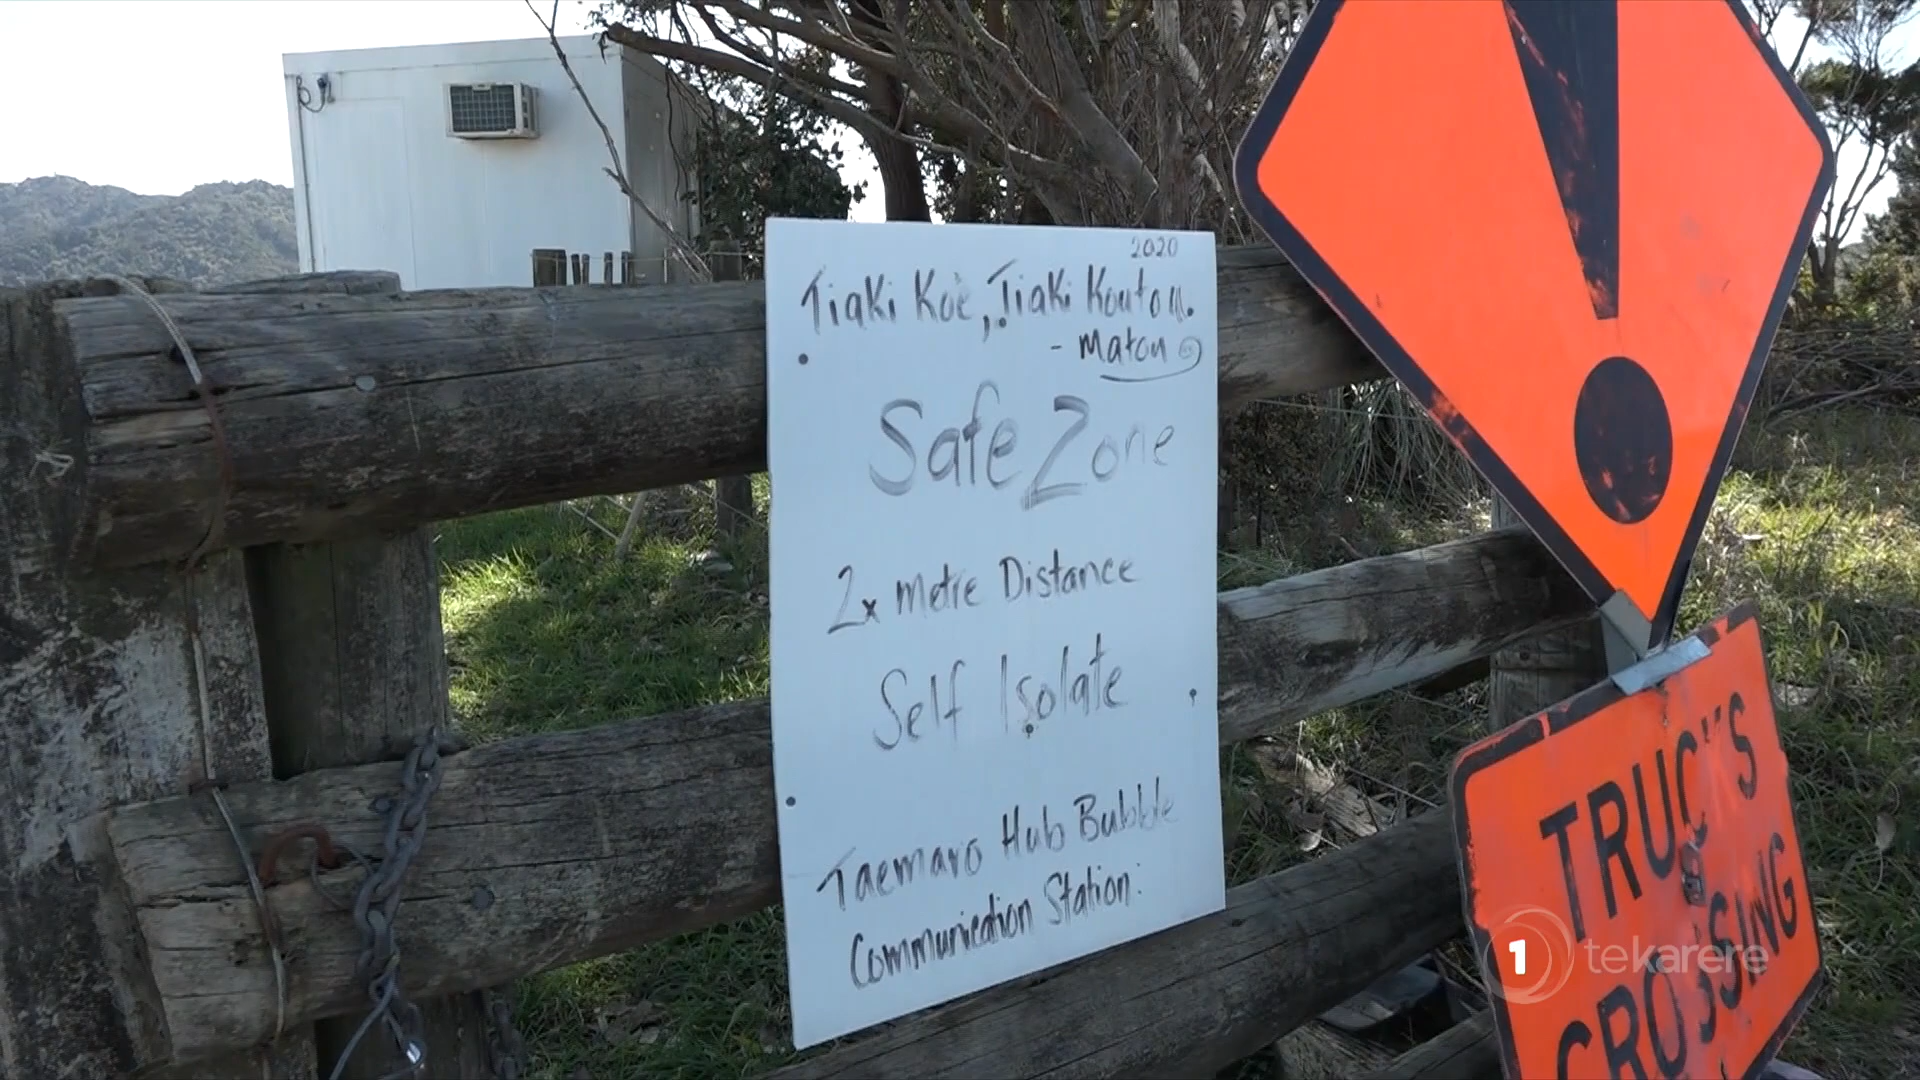 2020
Tiaki Koe, Tiaki Koutou.
- Matou
Safe Zone
2x metre Distance
Self Isolate
Taemaro Hub Bubble
Communication Station:
TRUCKS
CROSSING
1 tekarere